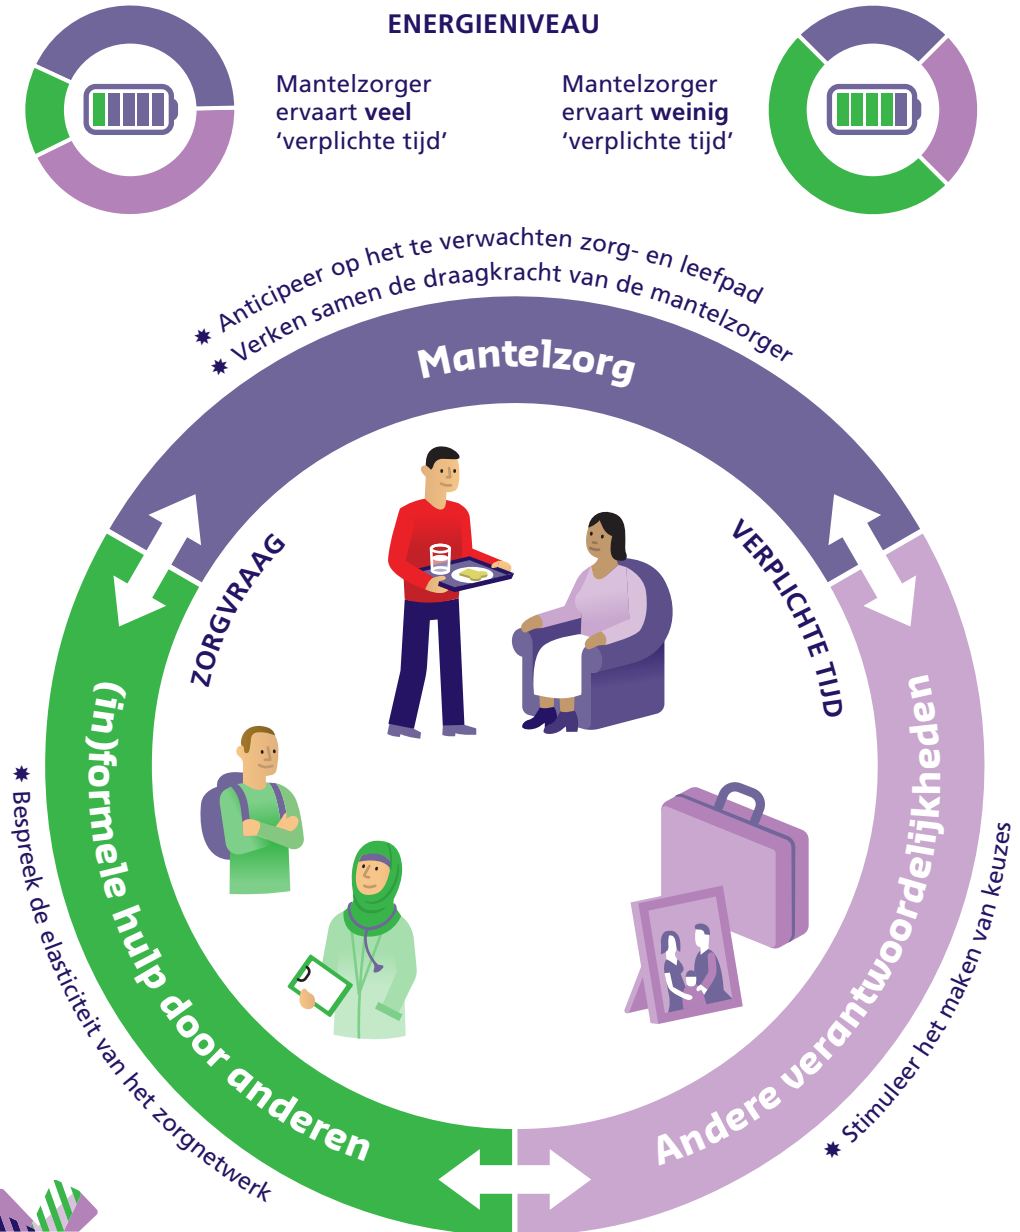 ENERGIENIVEAU
Mantelzorger
ervaart veel
‘verplichte tijd’
Mantelzorger
ervaart weinig
‘verplichte tijd’
✸ Anticipeer op het te verwachten zorg- en leefpad
✸ Verken samen de draagkracht van de mantelzorger
Mantelzorg
ZORGVRAAG
VERPLICHTE TIJD
(in)formele hulp door anderen
Andere verantwoordelijkheden
✸ Bespreek de elasticiteit van het zorgnetwerk
✸ Stimuleer het maken van keuzes